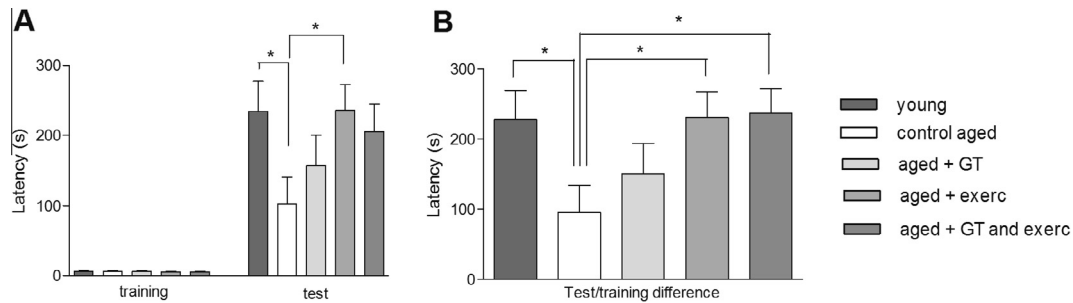 A
*
*
300
200
100
0
Latency (s)
training
test
B
*
*
*
300
200
100
0
Latency (s)
Test/training difference
young
control aged
aged + GT
aged + exerc
aged + GT and exerc